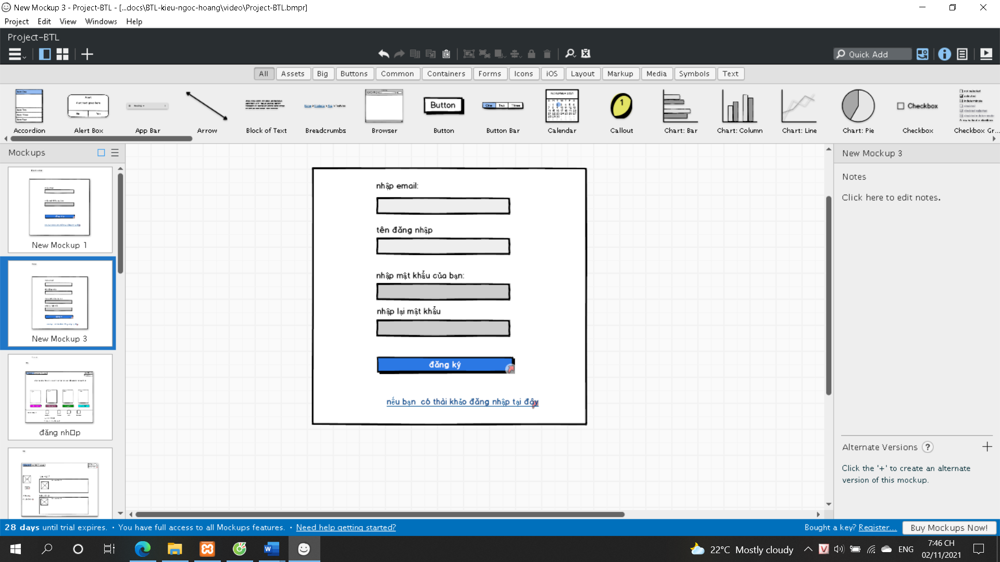 New Mockup 3 - Project-BTL - [...docs\BTL-kieu-ngoc-hoang\video\Project-BTL.bmpr]
Project Edit View Windows Help
Project-BTL
Quick Add
All Assets Big Buttons Common Containers Forms Icons iOS Layout Markup Media Symbols Text
Button
One Two Three
NOVEMBER 2021
1
Checkbox
Accordion Alert Box App Bar Arrow Block of Text Breadcrumbs Browser Button Button Bar Calendar Callout Chart: Bar Chart: Column Chart: Line Chart: Pie Checkbox Checkbox Gr...
Mockups
New Mockup 1
New Mockup 3
đăng nh□p
nhập email:
tên đăng nhập
nhập mật khẩu của bạn:
nhập lại mật khẩu
đăng ký
nếu bạn  có thài khảo đăng nhập tại đây
New Mockup 3
Notes
Click here to edit notes.
Alternate Versions ?
Click the '+' to create an alternate
version of this mockup.
28 days until trial expires. • You have full access to all Mockups features. • Need help getting started?
Bought a key? Register... Buy Mockups Now!
22°C Mostly cloudy
ENG
7:46 CH
02/11/2021